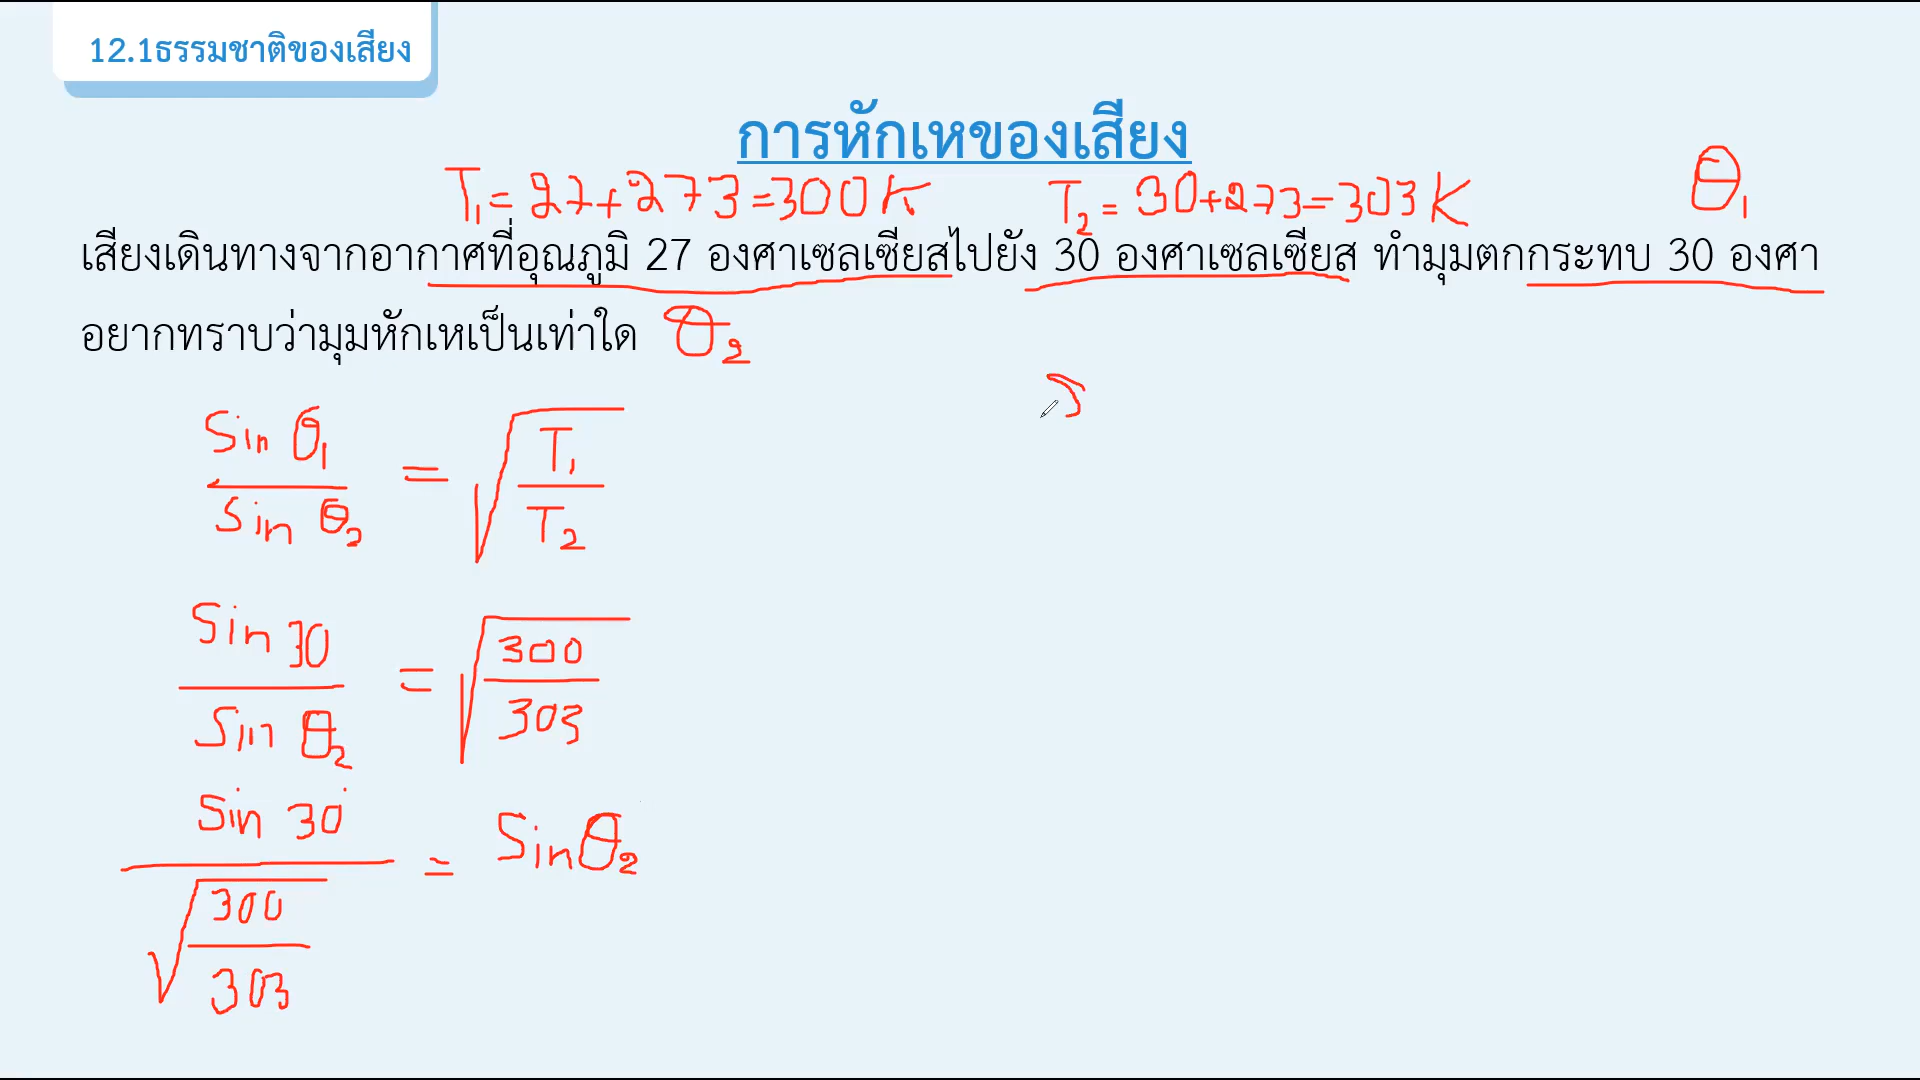 12.1ธรรมชาติของเสียง
การหักเหของเสียง
T₁ = 27+273=300K T₂ = 30+273=303K θ₁
เสียงเดินทางจากอากาศที่อุณภูมิ 27 องศาเซลเซียสไปยัง 30 องศาเซลเซียส ทำมุมตกกระทบ 30 องศา
อยากทราบว่ามุมหักเหเป็นเท่าใด θ₂
Sin θ₁ / Sin θ₂ = √(T₁ / T₂)
Sin 30 / Sin θ₂ = √(300 / 303)
Sin 30° / √(300 / 303) = Sin θ₂